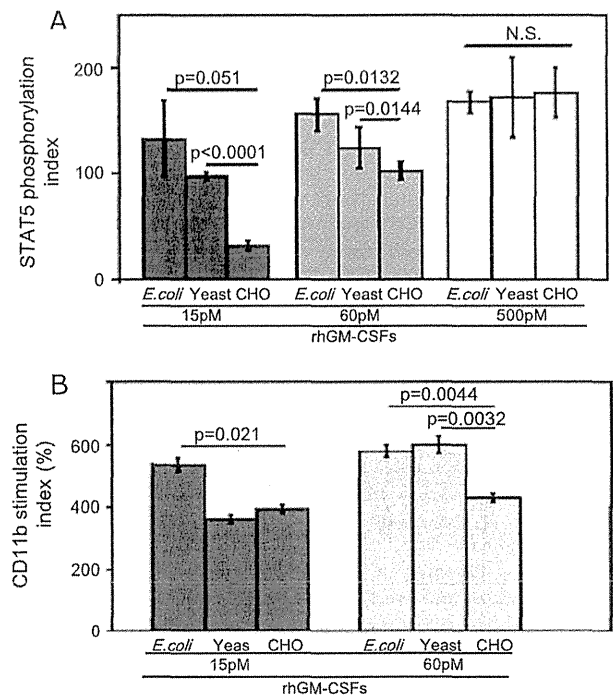 A
STAT5 phosphorylation
index
200
100
0
p=0.051
p<0.0001
p=0.0132
p=0.0144
N.S.
E.coli Yeast CHO E.coli Yeast CHO E.coli Yeast CHO
15pM 60pM 500pM
rhGM-CSFs
B
CD11b stimulation
index (%)
600
400
200
0
p=0.021
p=0.0044
p=0.0032
E.coli Yeas CHO E.coli Yeast CHO
15pM 60pM
rhGM-CSFs